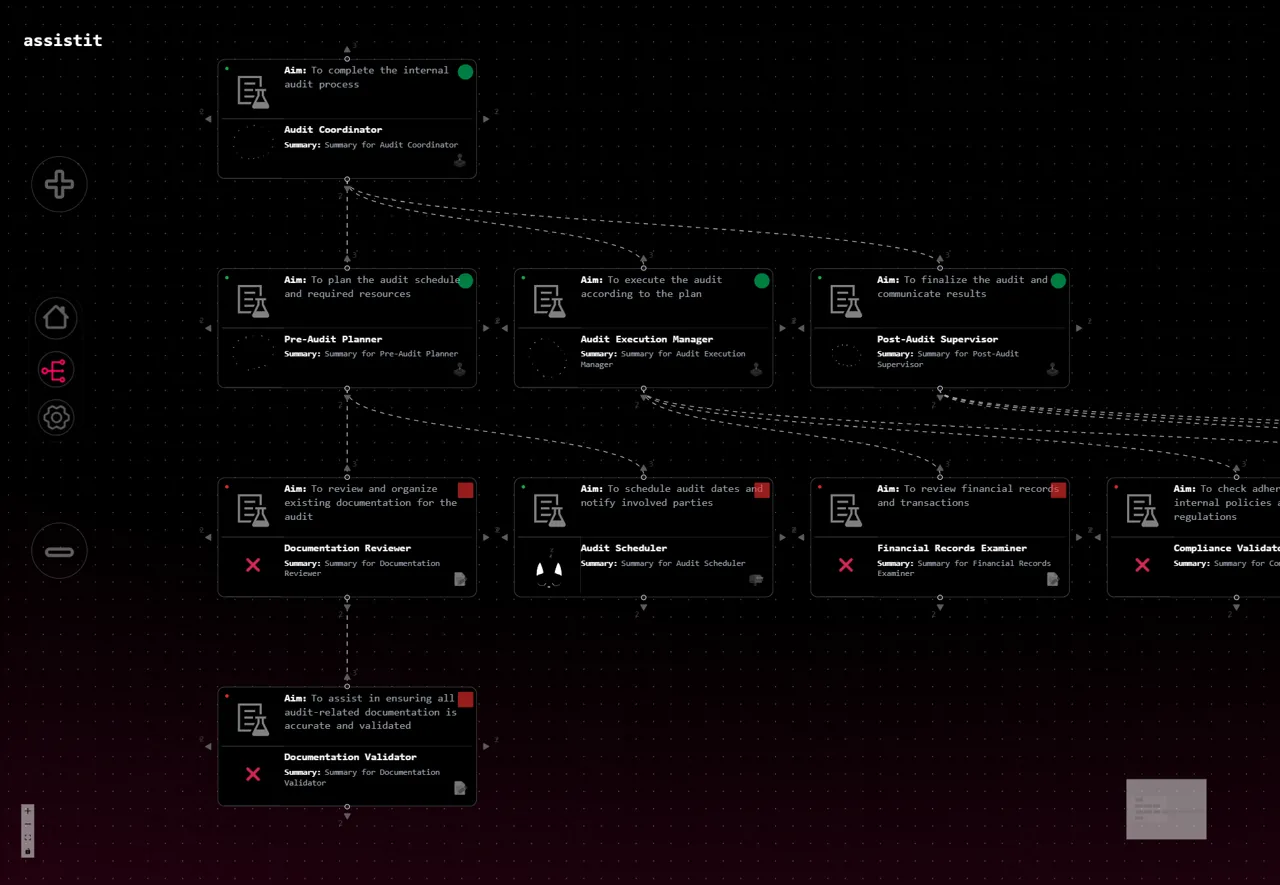 assistit
Aim: To complete the internal
audit process
Audit Coordinator
Summary: Summary for Audit Coordinator
Aim: To plan the audit schedule
and required resources
Pre-Audit Planner
Summary: Summary for Pre-Audit Planner
Aim: To execute the audit
according to the plan
Audit Execution Manager
Summary: Summary for Audit Execution
Manager
Aim: To finalize the audit and
communicate results
Post-Audit Supervisor
Summary: Summary for Post-Audit
Supervisor
Aim: To review and organize
existing documentation for the
audit
Documentation Reviewer
Summary: Summary for Documentation
Reviewer
Aim: To schedule audit dates and
notify involved parties
Audit Scheduler
Summary: Summary for Audit Scheduler
Aim: To review financial records
and transactions
Financial Records Examiner
Summary: Summary for Financial Records
Examiner
Aim: To check adher
internal policies a
regulations
Compliance Validato
Summary: Summary for Co
Aim: To assist in ensuring all
audit-related documentation is
accurate and validated
Documentation Validator
Summary: Summary for Documentation
Validator